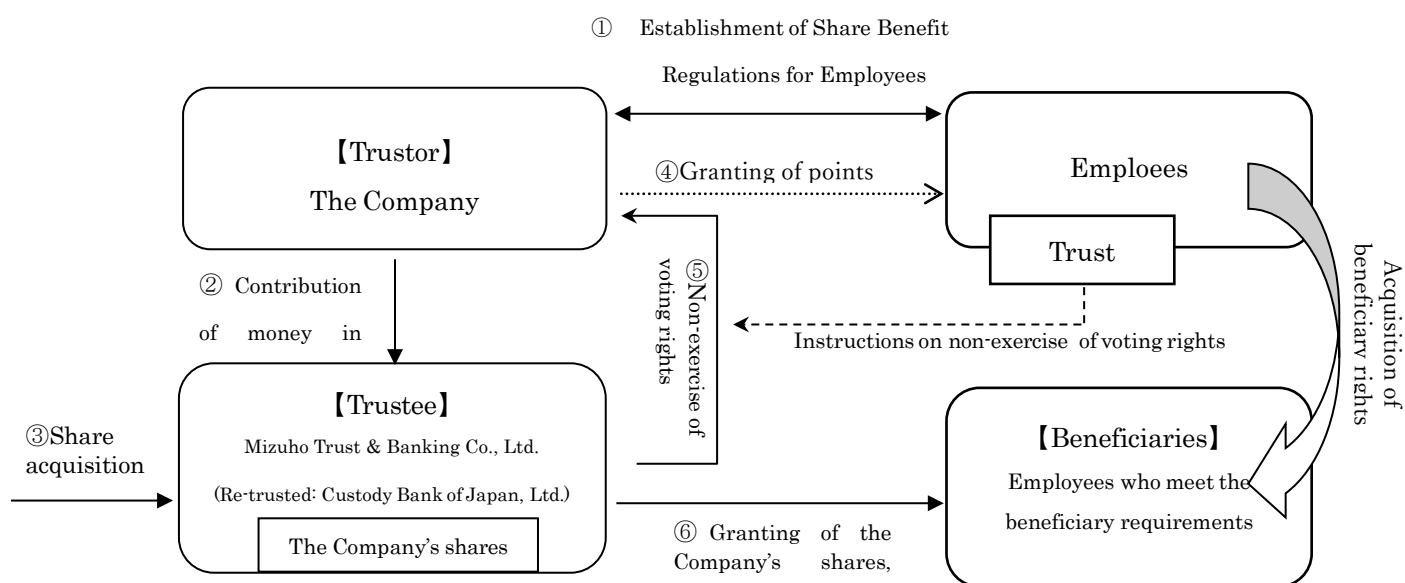 ① Establishment of Share Benefit
Regulations for Employees
【Trustor】
The Company
④Granting of points
Emploees
Trust
② Contribution
of money in
⑤Non-exercise of
voting rights
Instructions on non-exercise of voting rights
Acquisition of
beneficiary rights
③Share
acquisition
【Trustee】
Mizuho Trust & Banking Co., Ltd.
(Re-trusted: Custody Bank of Japan, Ltd.)
The Company's shares
⑥ Granting of the
Company's shares,
【Beneficiaries】
Employees who meet the
beneficiary requirements